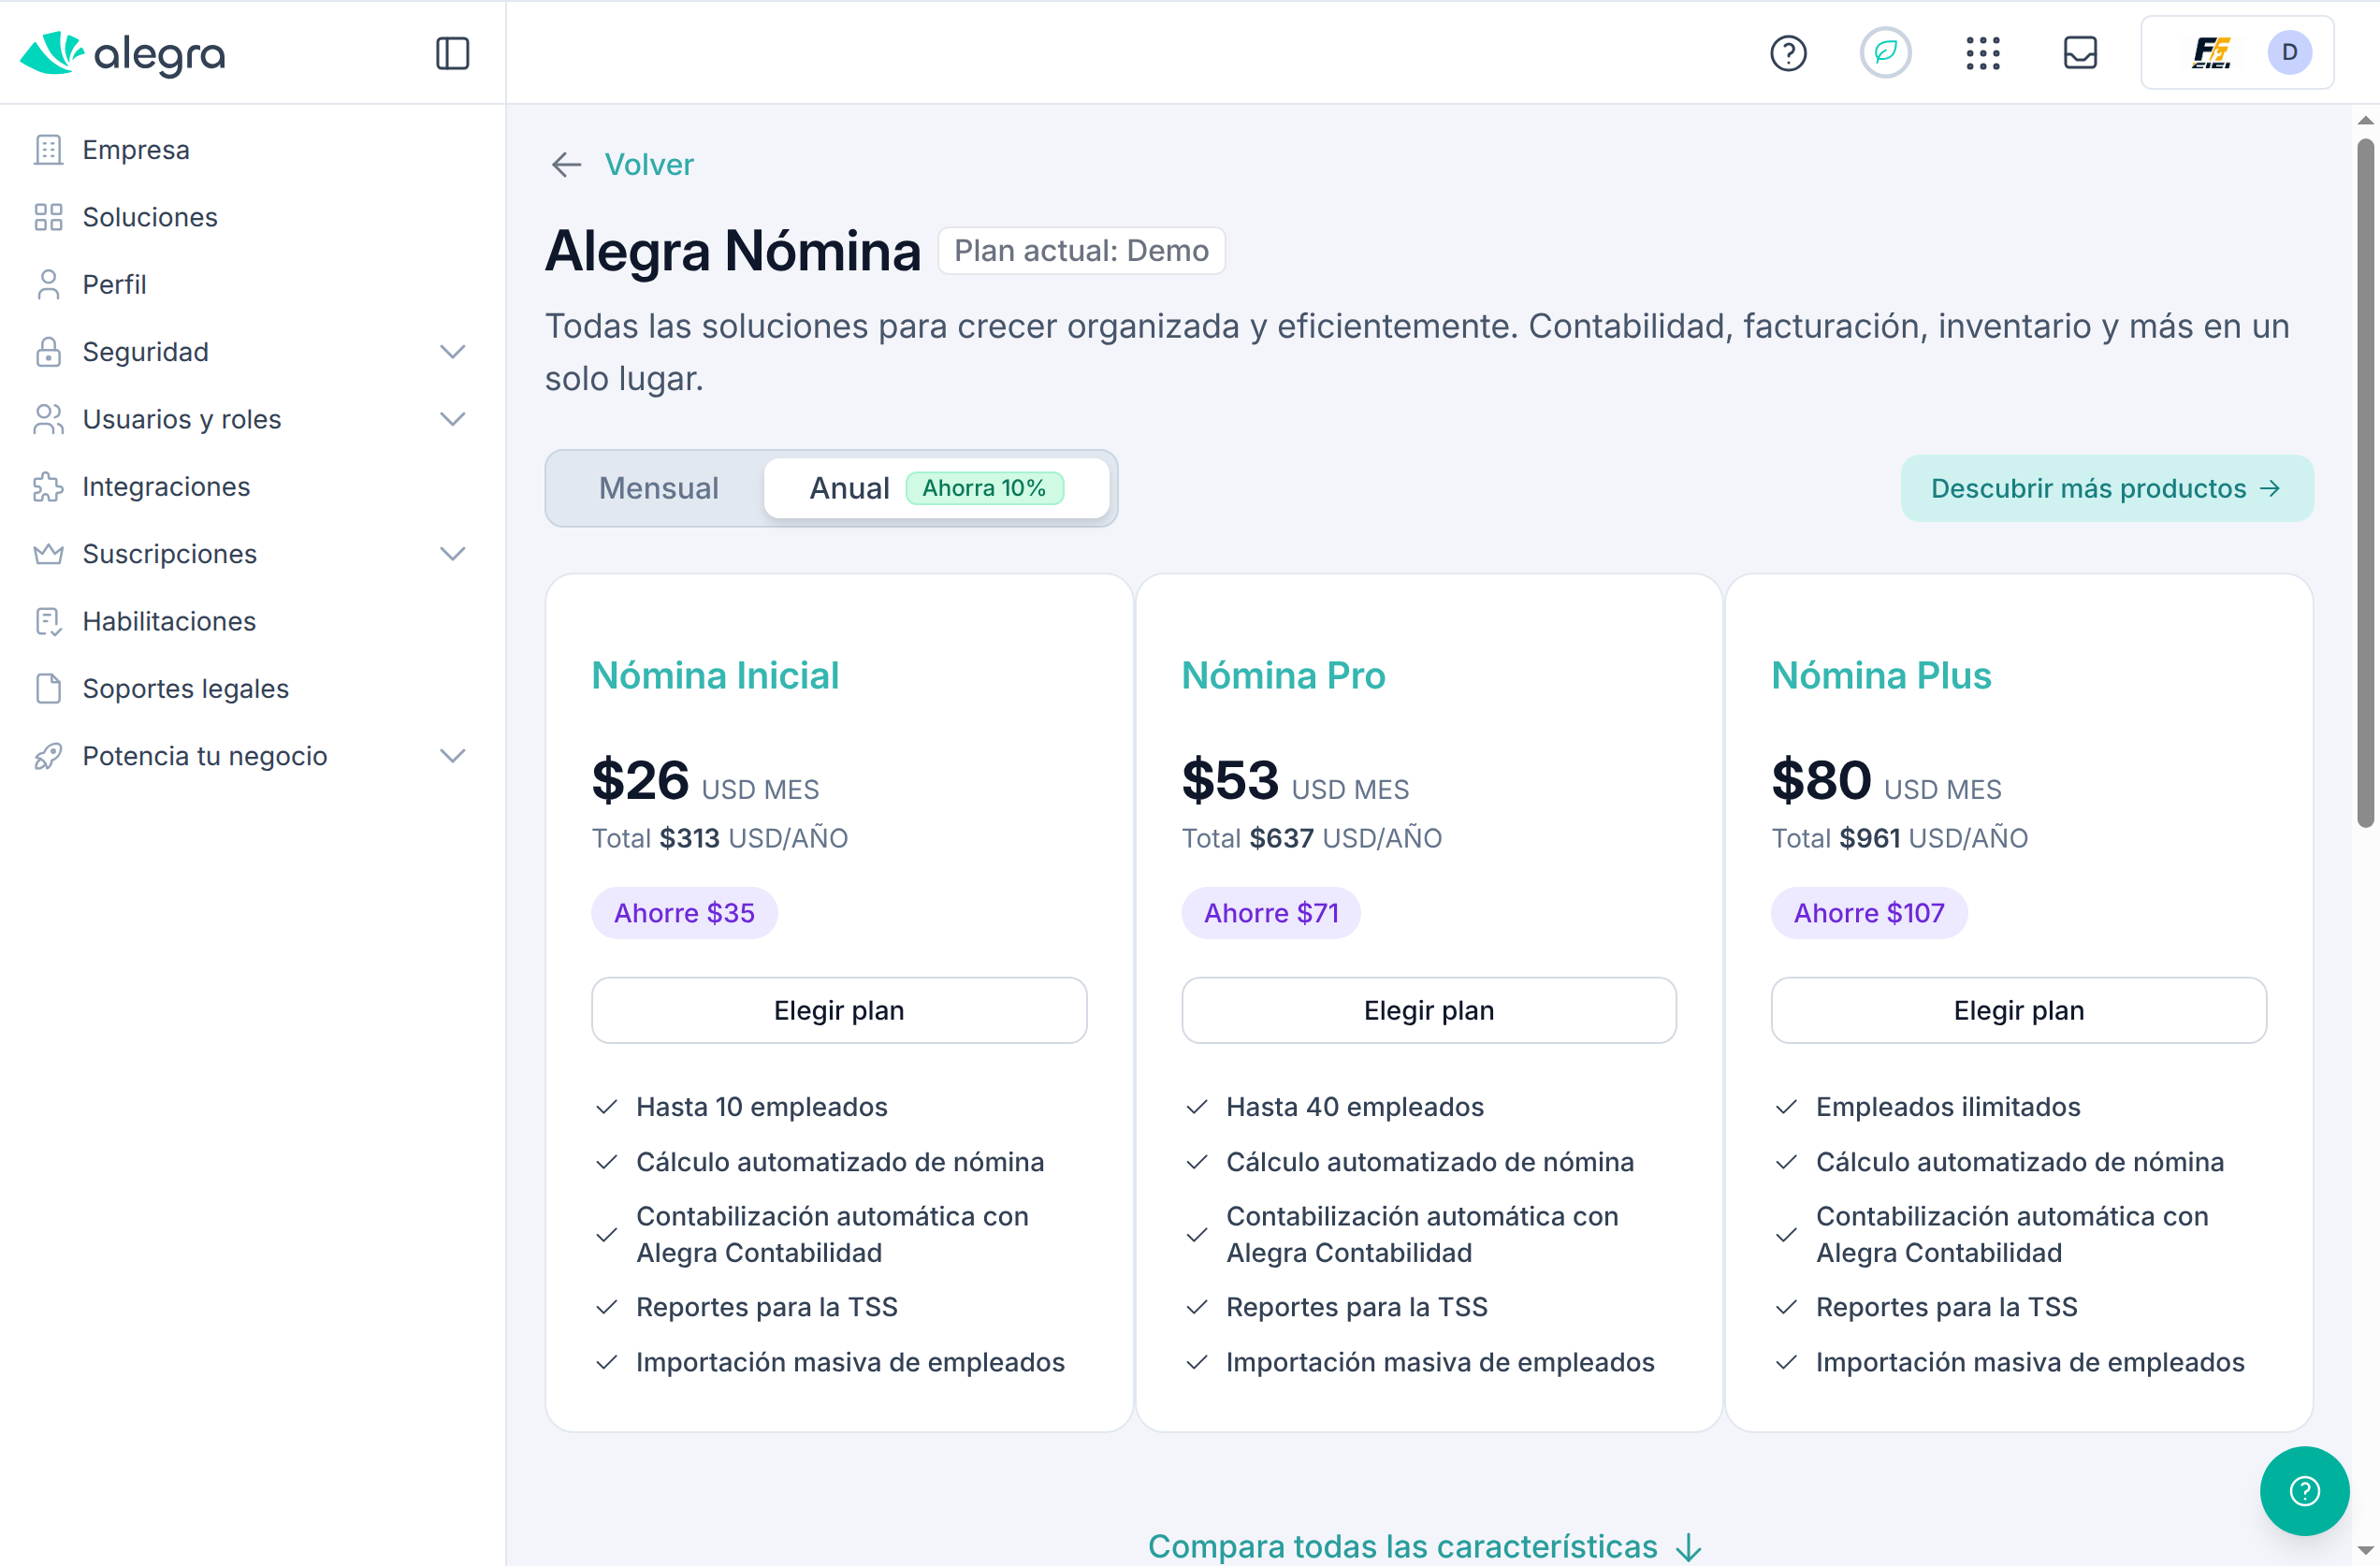 alegra
D
Empresa
Soluciones
Perfil
Seguridad
Usuarios y roles
Integraciones
Suscripciones
Habilitaciones
Soportes legales
Potencia tu negocio
Volver
Alegra Nómina
Plan actual: Demo
Todas las soluciones para crecer organizada y eficientemente. Contabilidad, facturación, inventario y más en un
solo lugar.
Mensual
Anual
Ahorra 10%
Descubrir más productos →
Nómina Inicial
$26 USD MES
Total $313 USD/AÑO
Ahorre $35
Elegir plan
Hasta 10 empleados
Cálculo automatizado de nómina
Contabilización automática con
Alegra Contabilidad
Reportes para la TSS
Importación masiva de empleados
Nómina Pro
$53 USD MES
Total $637 USD/AÑO
Ahorre $71
Elegir plan
Hasta 40 empleados
Cálculo automatizado de nómina
Contabilización automática con
Alegra Contabilidad
Reportes para la TSS
Importación masiva de empleados
Nómina Plus
$80 USD MES
Total $961 USD/AÑO
Ahorre $107
Elegir plan
Empleados ilimitados
Cálculo automatizado de nómina
Contabilización automática con
Alegra Contabilidad
Reportes para la TSS
Importación masiva de empleados
Compara todas las características ↓